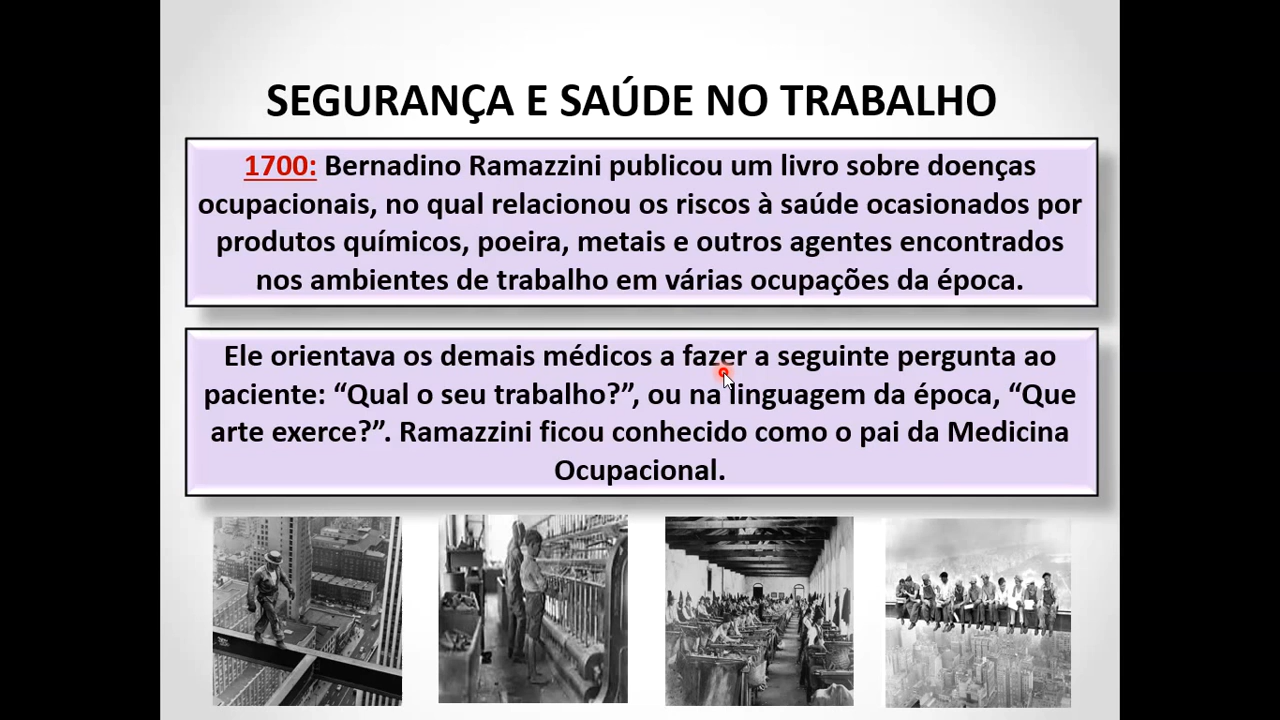 SEGURANÇA E SAÚDE NO TRABALHO
1700: Bernadino Ramazzini publicou um livro sobre doenças
ocupacionais, no qual relacionou os riscos à saúde ocasionados por
produtos químicos, poeira, metais e outros agentes encontrados
nos ambientes de trabalho em várias ocupações da época.
Ele orientava os demais médicos a fazer a seguinte pergunta ao
paciente: “Qual o seu trabalho?”, ou na linguagem da época, “Que
arte exerce?”. Ramazzini ficou conhecido como o pai da Medicina
Ocupacional.